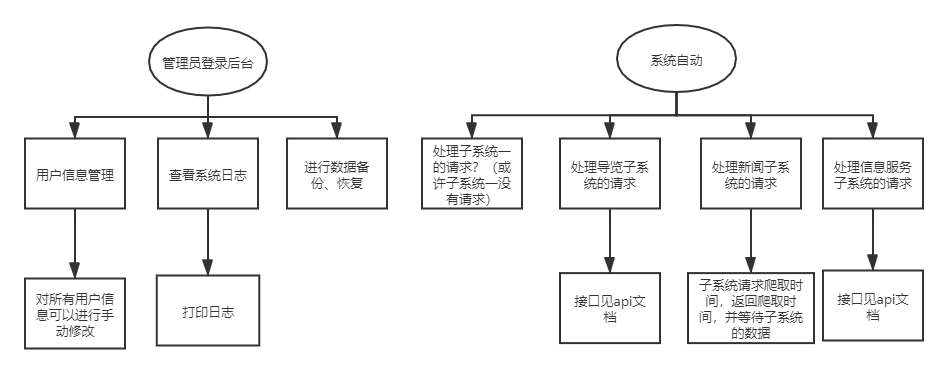 管理员登录后台
系统自动
用户信息管理
查看系统日志
进行数据备
份、恢复
处理子系统一
的请求？（或
许子系统一没
有请求）
处理导览子系
统的请求
处理新闻子系
统的请求
处理信息服务
子系统的请求
对所有用户信
息可以进行手
动修改
打印日志
接口见api文
档
子系统请求爬取时
间，返回爬取时
间，并等待子系统
的数据
接口见api文
档